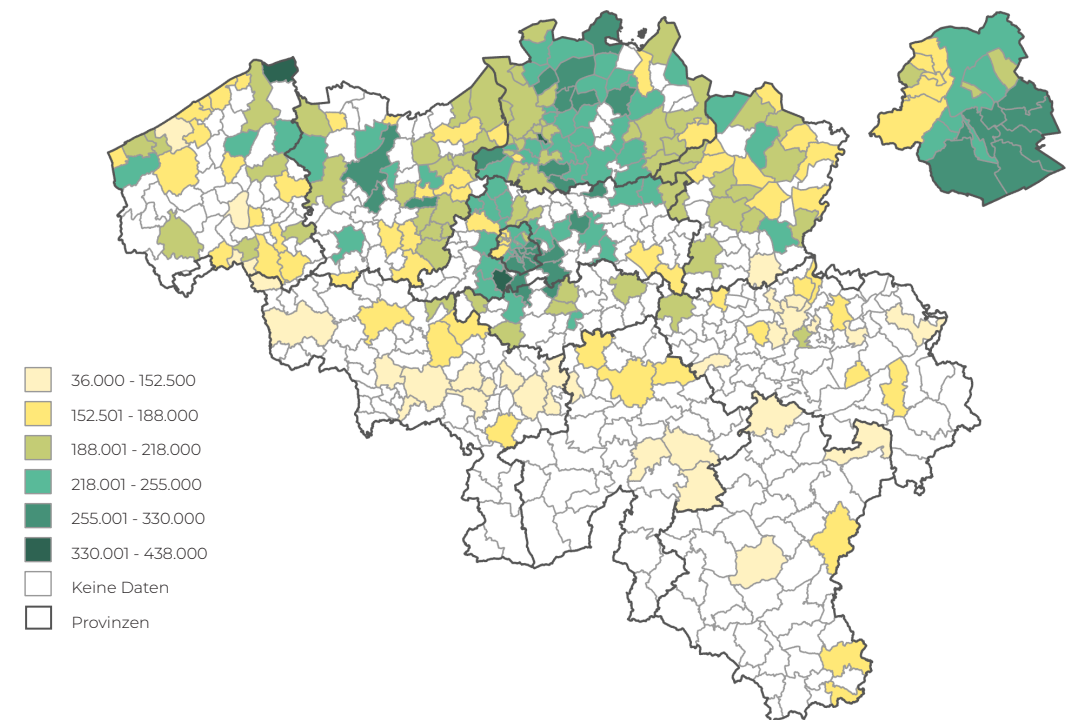 36.000 - 152.500
152.501 - 188.000
188.001 - 218.000
218.001 - 255.000
255.001 - 330.000
330.001 - 438.000
Keine Daten
Provinzen